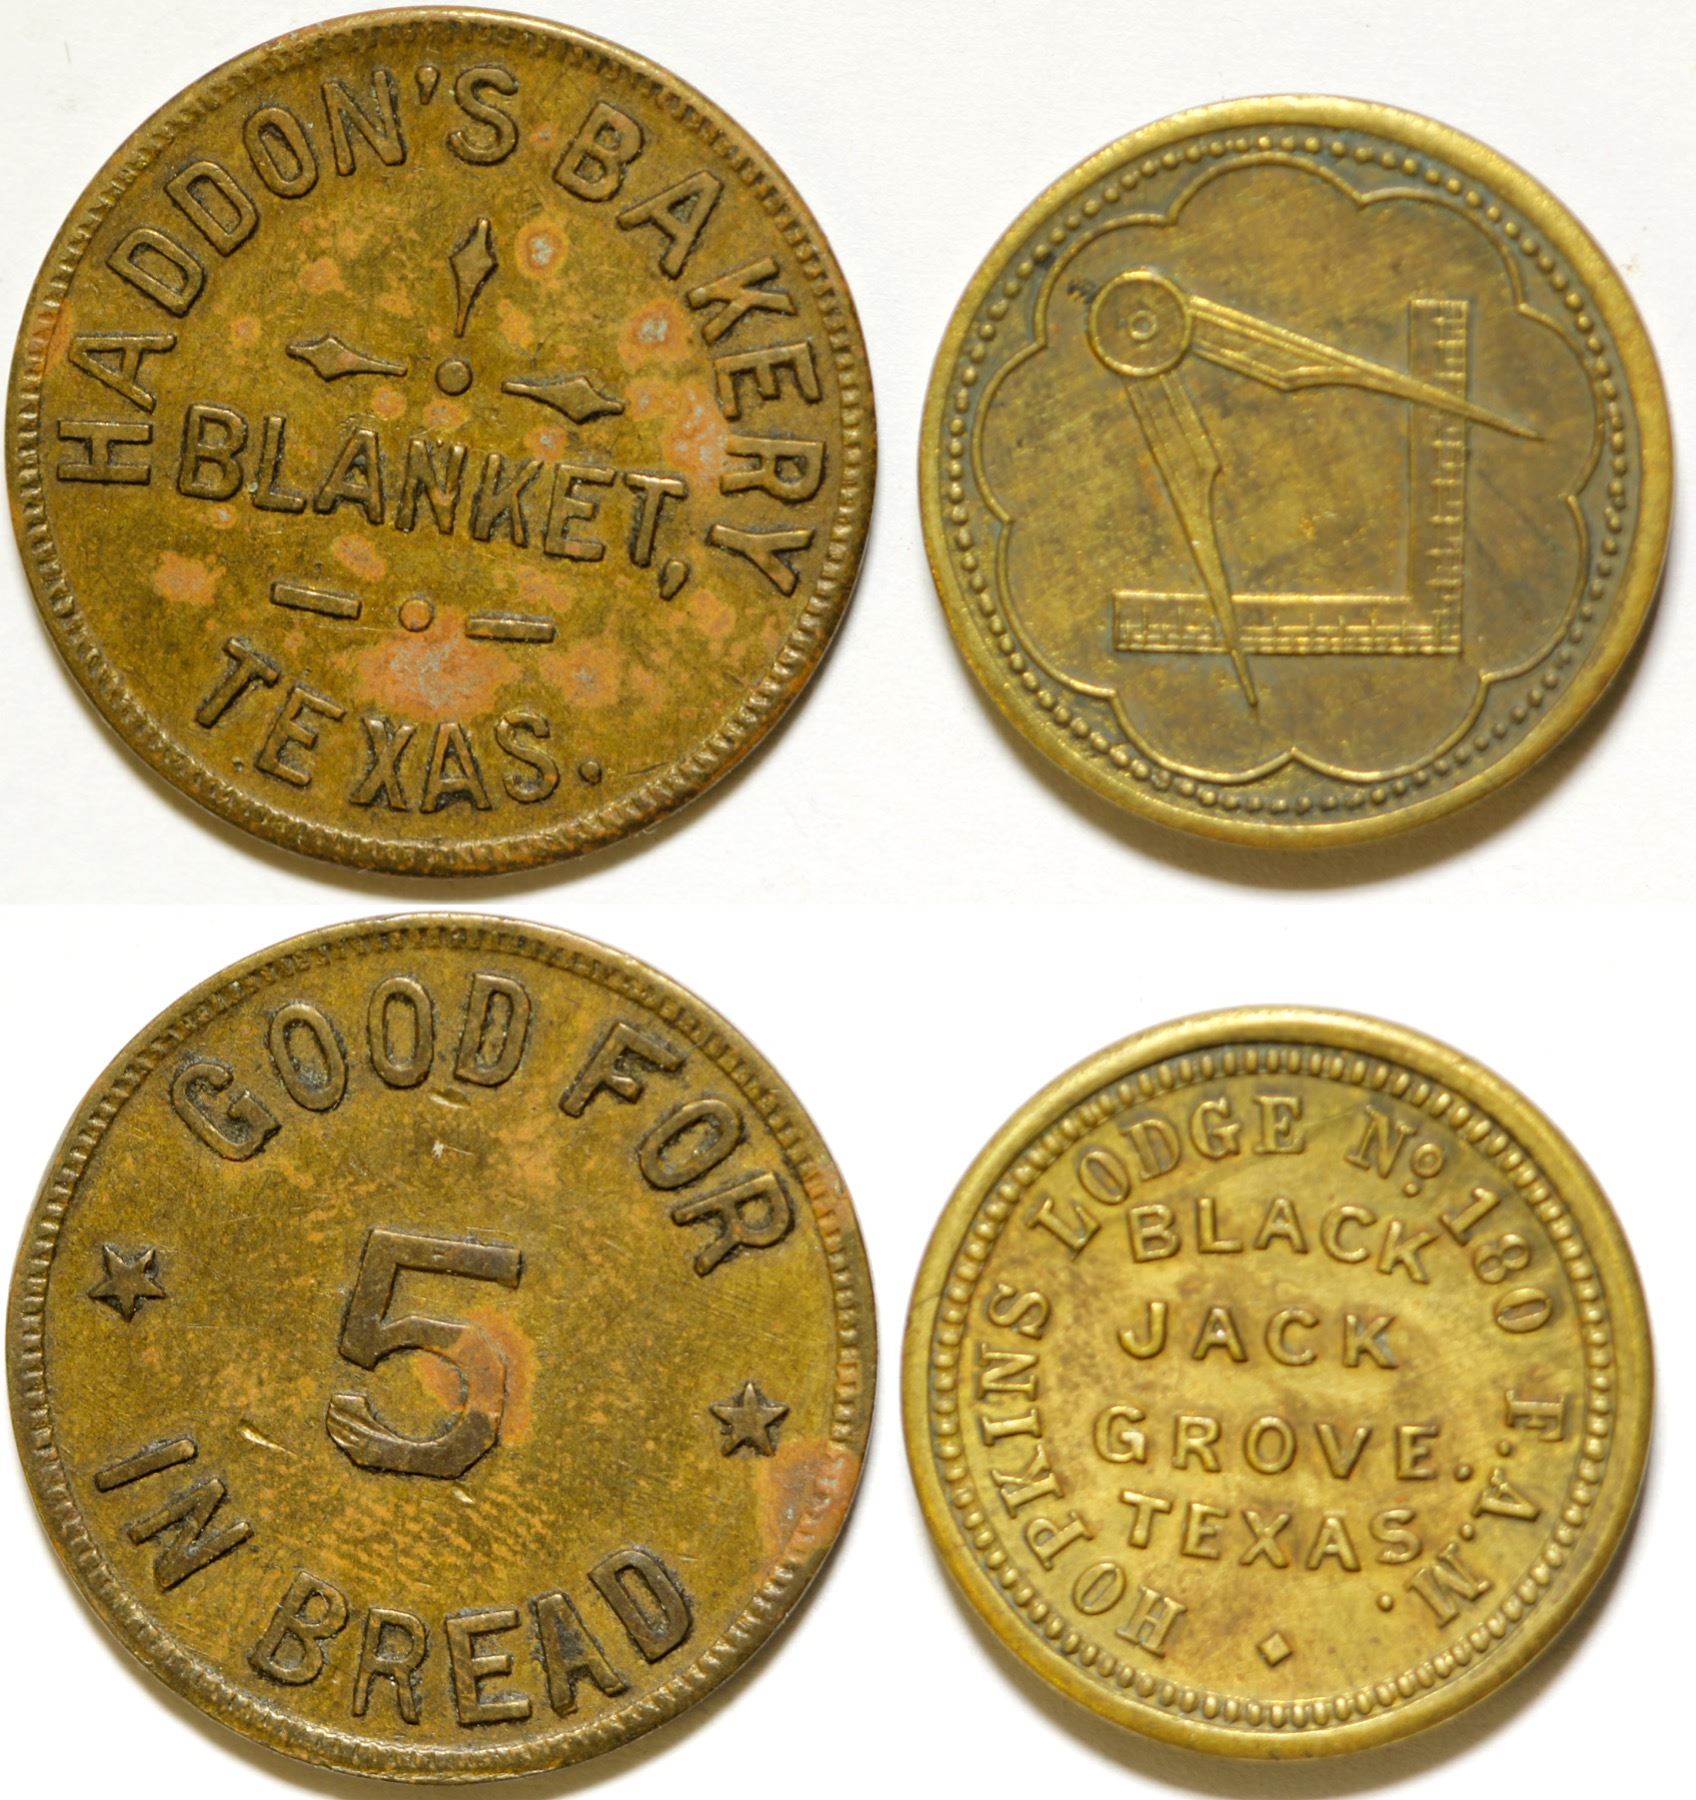 HADDON'S BAKERY
BLANKET,
TEXAS.
GOOD FOR
5
IN BREAD
HOPKINS LODGE No. 180 F. A. M.
BLACK
JACK
GROVE.
TEXAS